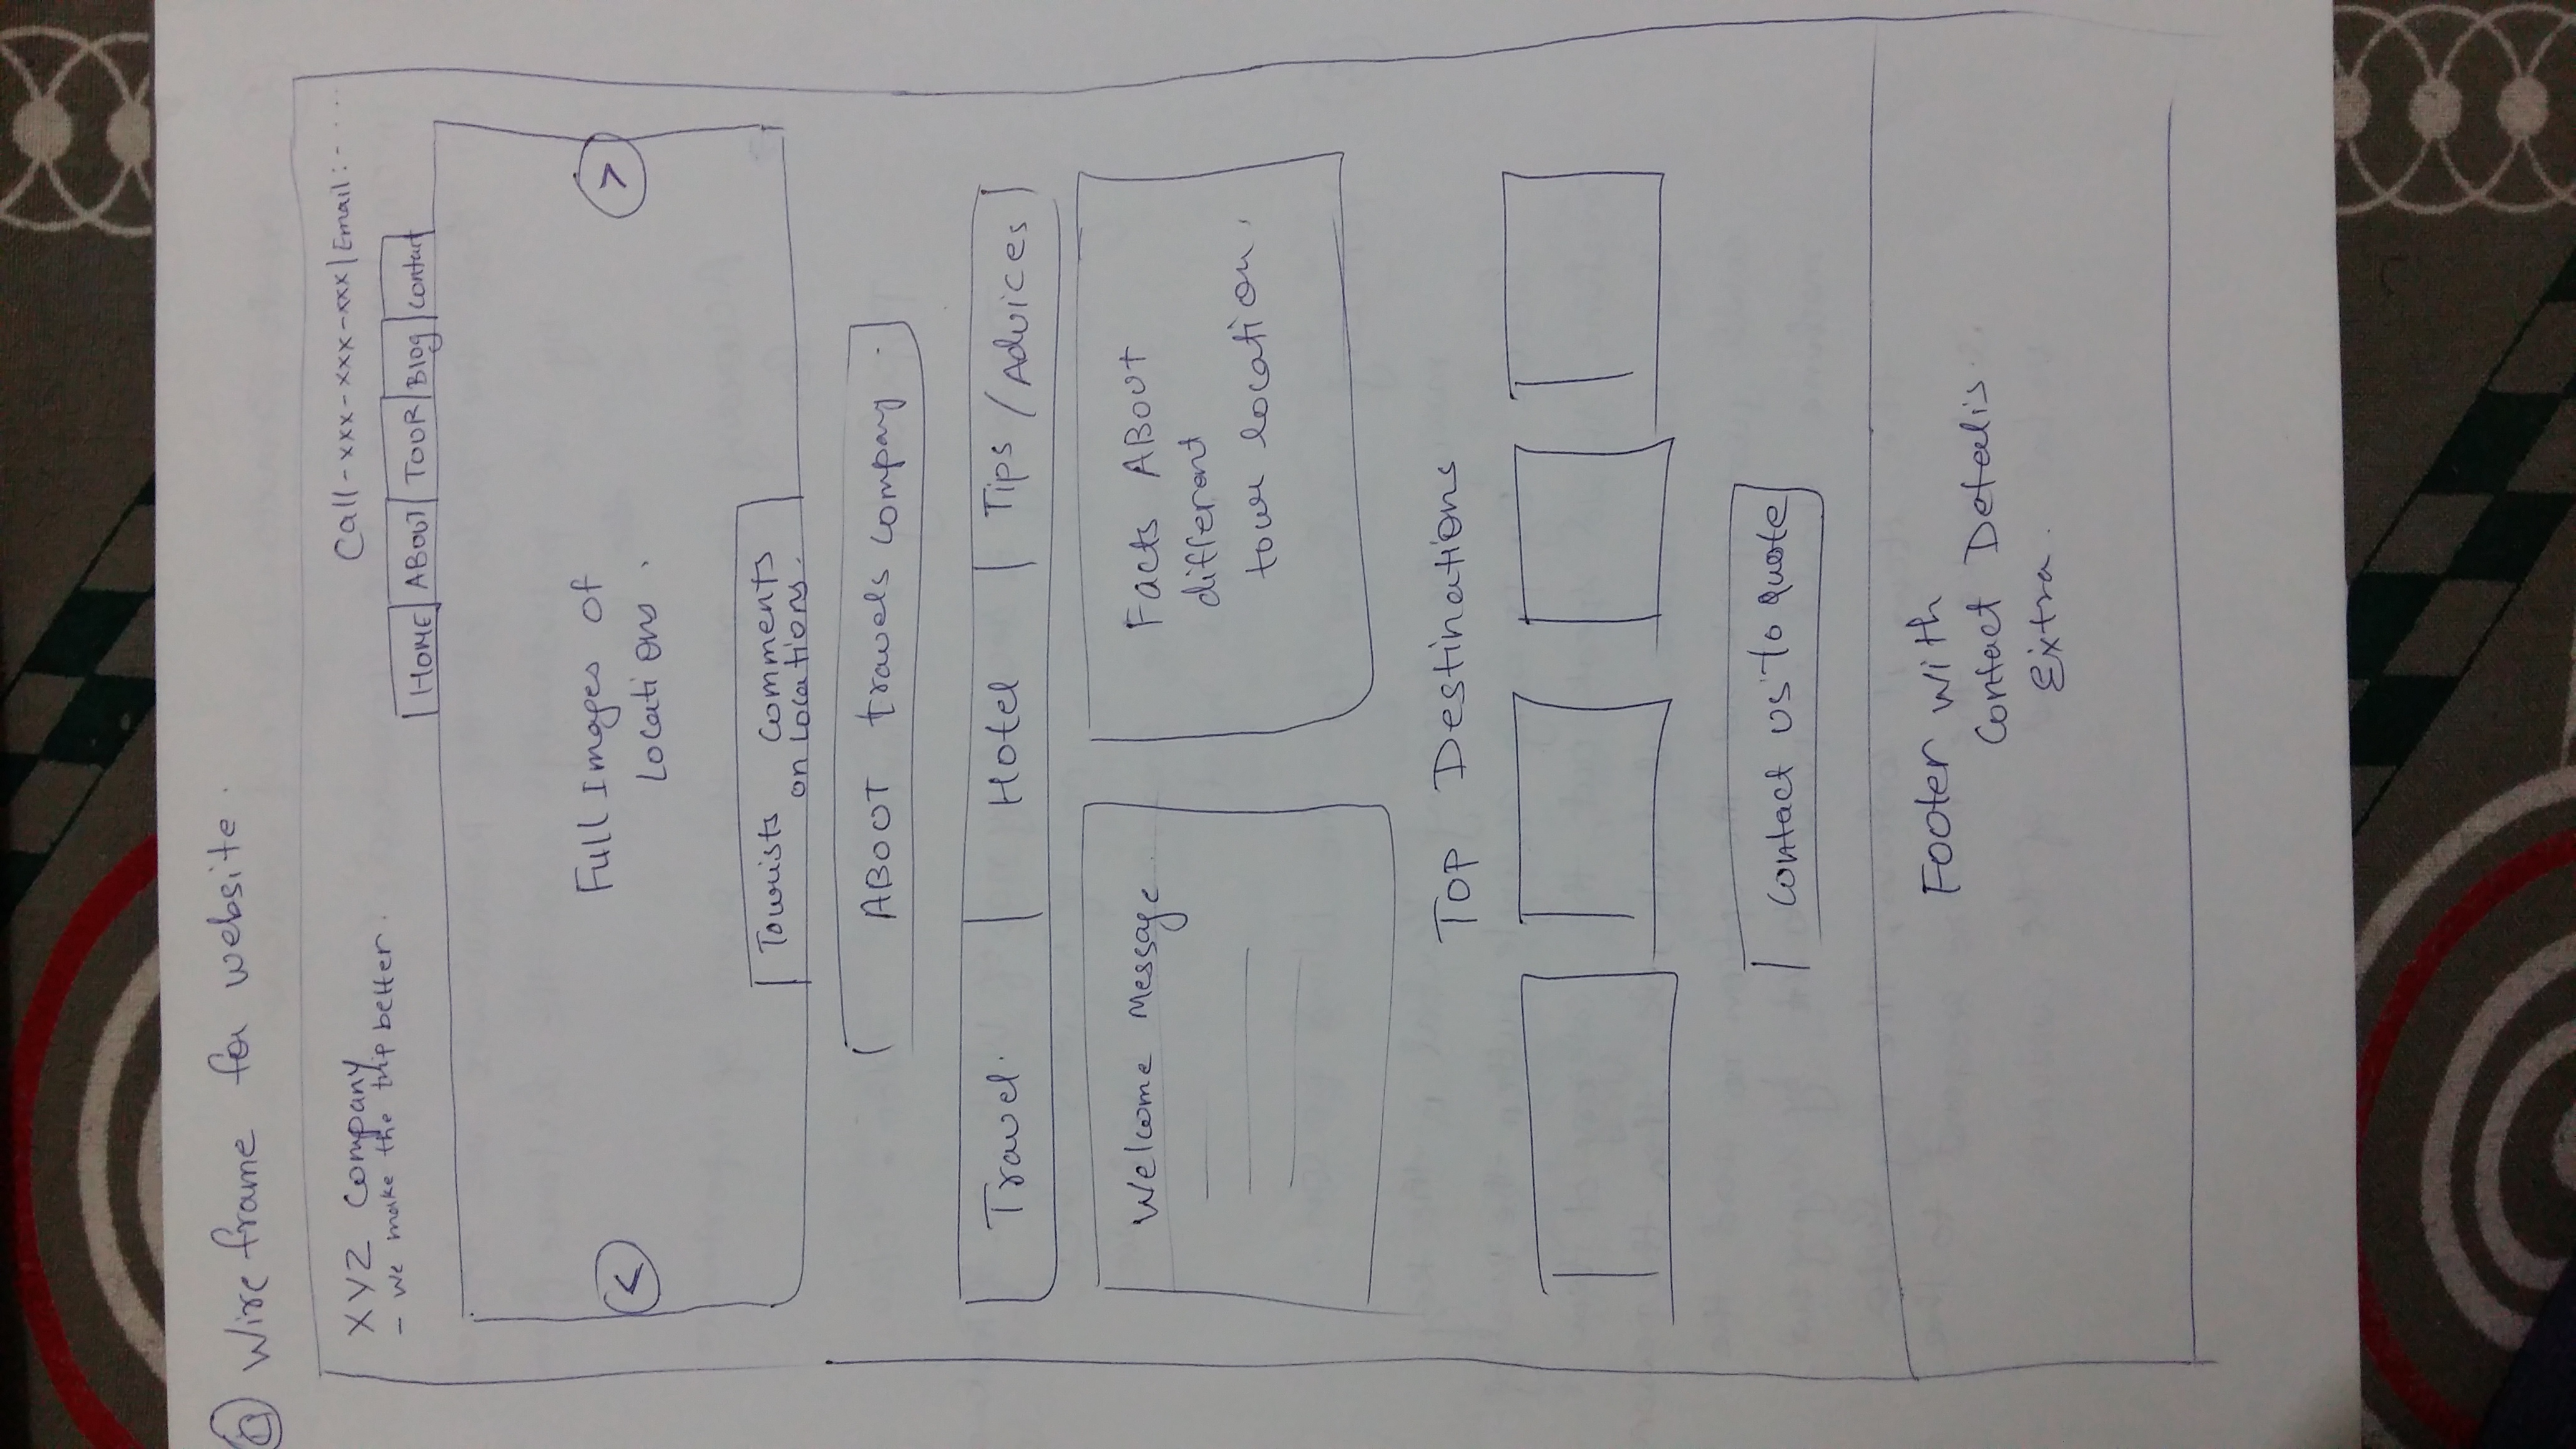 Wire frame for website.
XYZ Company
- We make the trip better.
Call-xxx-xxx-xxx|Email:-....
HOME ABOUT TOUR Blog Contact
Full Images of
Locations.
<
>
Tourists Comments
on Locations.
ABOUT travels company.
Travel. Hotel Tips / Advices
Welcome Message.
Facts ABout
different
tour location.
Top Destinations
Contact us To Quote
Footer with
Contact Detealis
Extra.